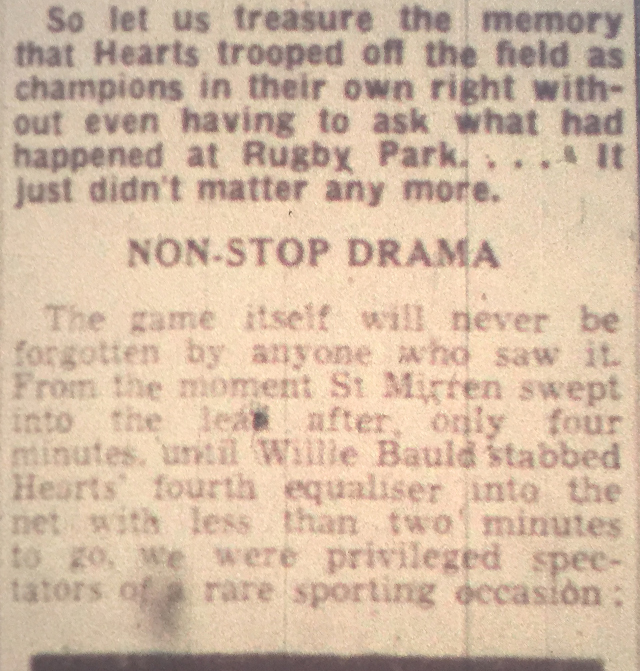 So let us treasure the memory
that Hearts trooped off the field as
champions in their own right with-
out even having to ask what had
happened at Rugby Park. . . . It
just didn't matter any more.
NON-STOP DRAMA
The game itself will never be
forgotten by anyone who saw it.
From the moment St Mirren swept
into the lead after only four
minutes, until Willie Bauld stabbed
Hearts' fourth equaliser into the
net with less than two minutes
to go, we were privileged spec-
tators of a rare sporting occasion: